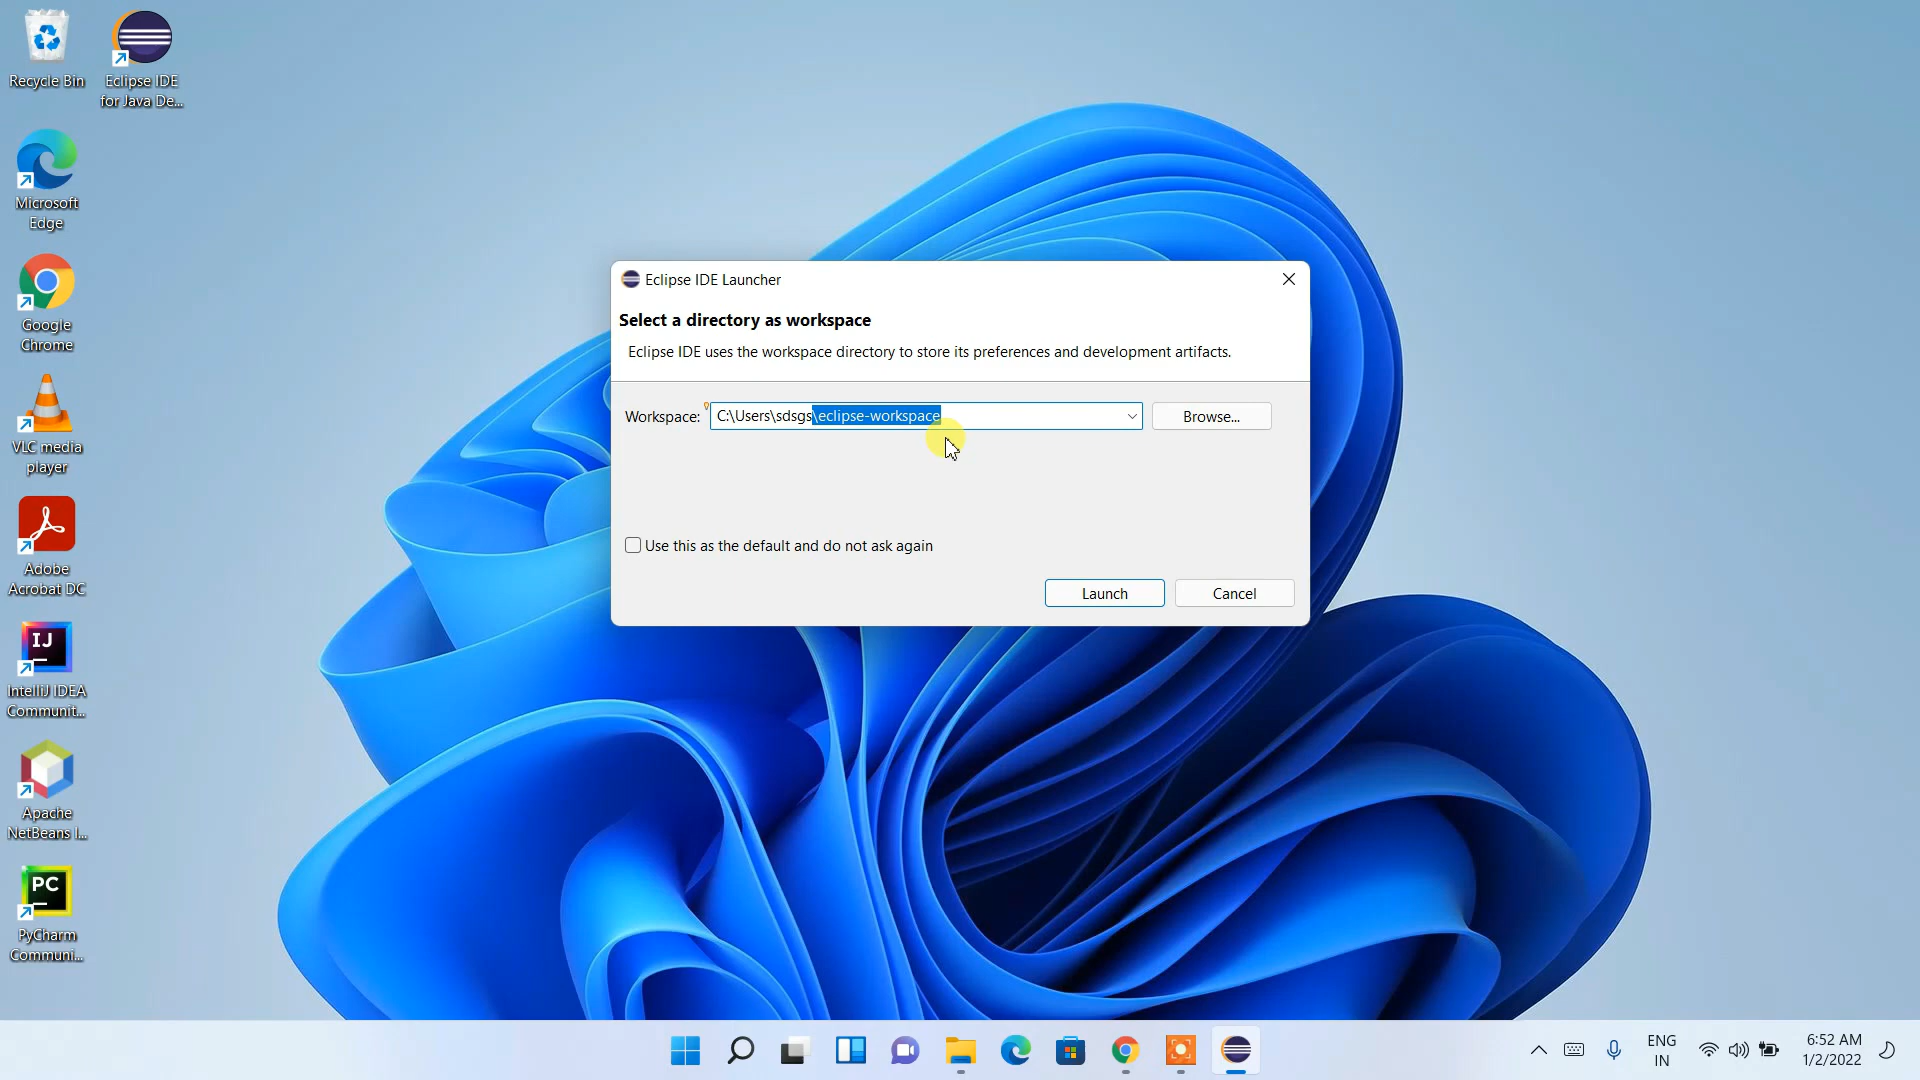 Recycle Bin
Eclipse IDE
for Java De...
Microsoft
Edge
Google
Chrome
VLC media
player
Adobe
Acrobat DC
IJ
IntelliJ IDEA
Communit...
Apache
NetBeans I...
PC
PyCharm
Communi...
Eclipse IDE Launcher
Select a directory as workspace
Eclipse IDE uses the workspace directory to store its preferences and development artifacts.
Workspace: C:\Users\sdsgs\eclipse-workspace Browse...
Use this as the default and do not ask again
Launch Cancel
ENG
IN
6:52 AM
1/2/2022